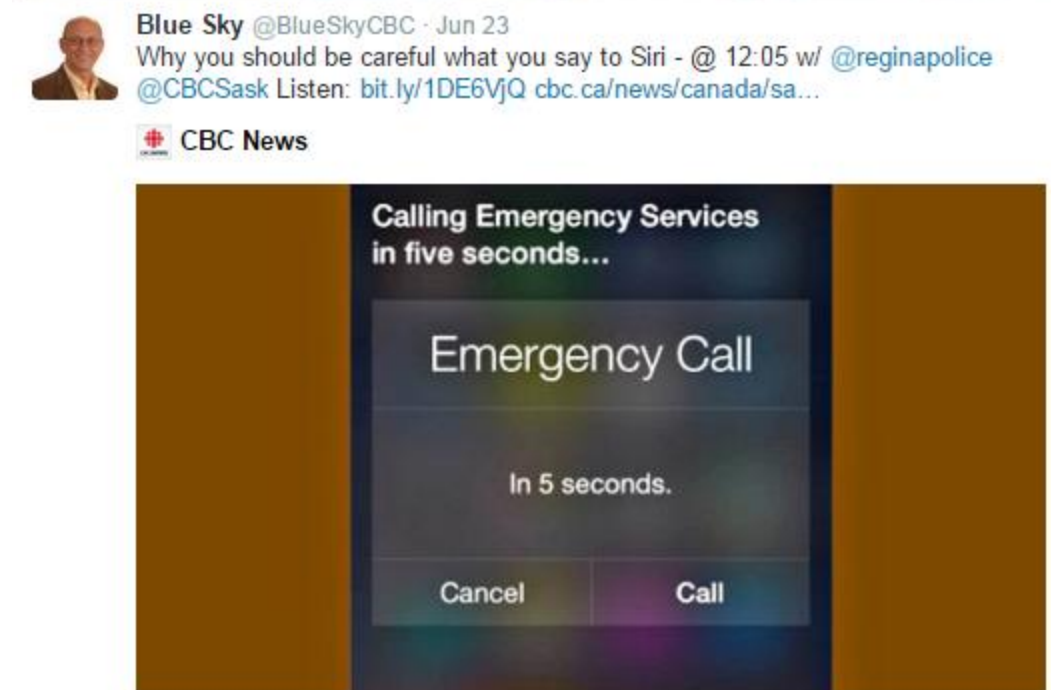 Blue Sky @BlueSkyCBC · Jun 23
Why you should be careful what you say to Siri - @ 12:05 w/ @reginapolice
@CBCSask Listen: bit.ly/1DE6VjQ cbc.ca/news/canada/sa...
CBC News
Calling Emergency Services
in five seconds...
Emergency Call
In 5 seconds.
Cancel Call